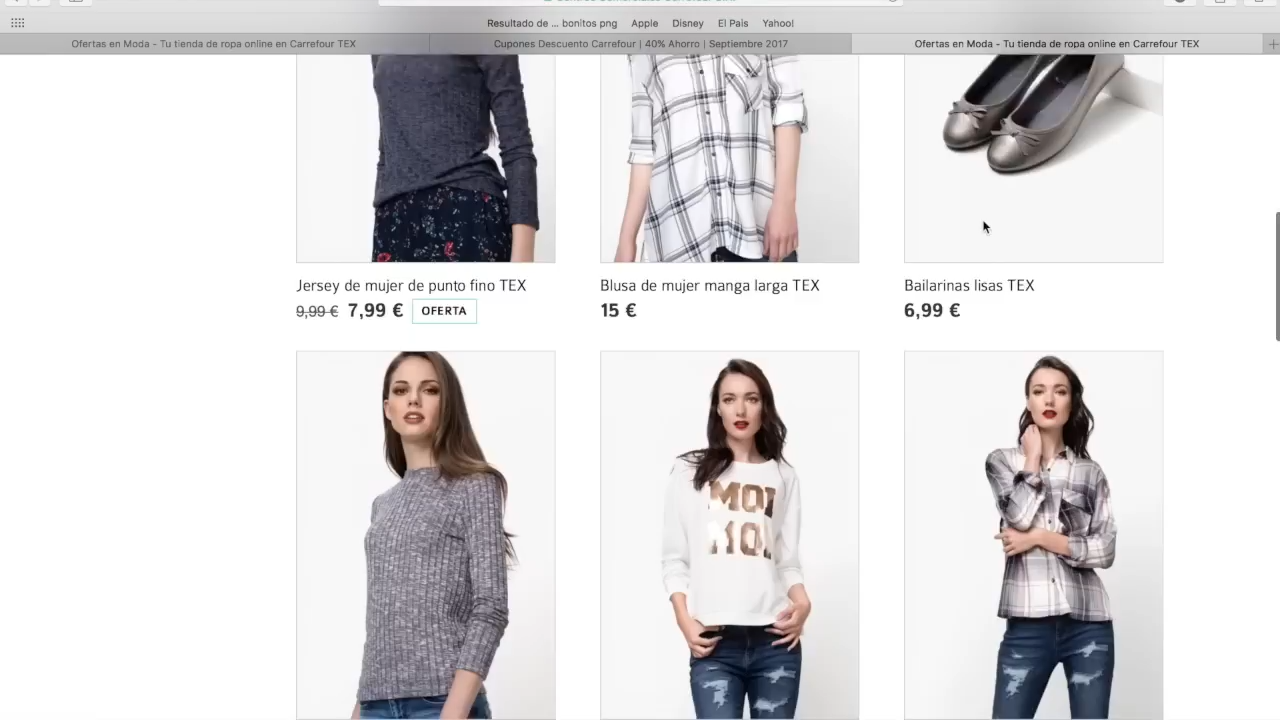 Resultado de ... bonitos png Apple Disney El Pais Yahoo!
Ofertas en Moda - Tu tienda de ropa online en Carrefour TEX
Cupones Descuento Carrefour | 40% Ahorro | Septiembre 2017
Ofertas en Moda - Tu tienda de ropa online en Carrefour TEX
Jersey de mujer de punto fino TEX
9,99 € 7,99 € OFERTA
Blusa de mujer manga larga TEX
15 €
Bailarinas lisas TEX
6,99 €
MOI
MOI